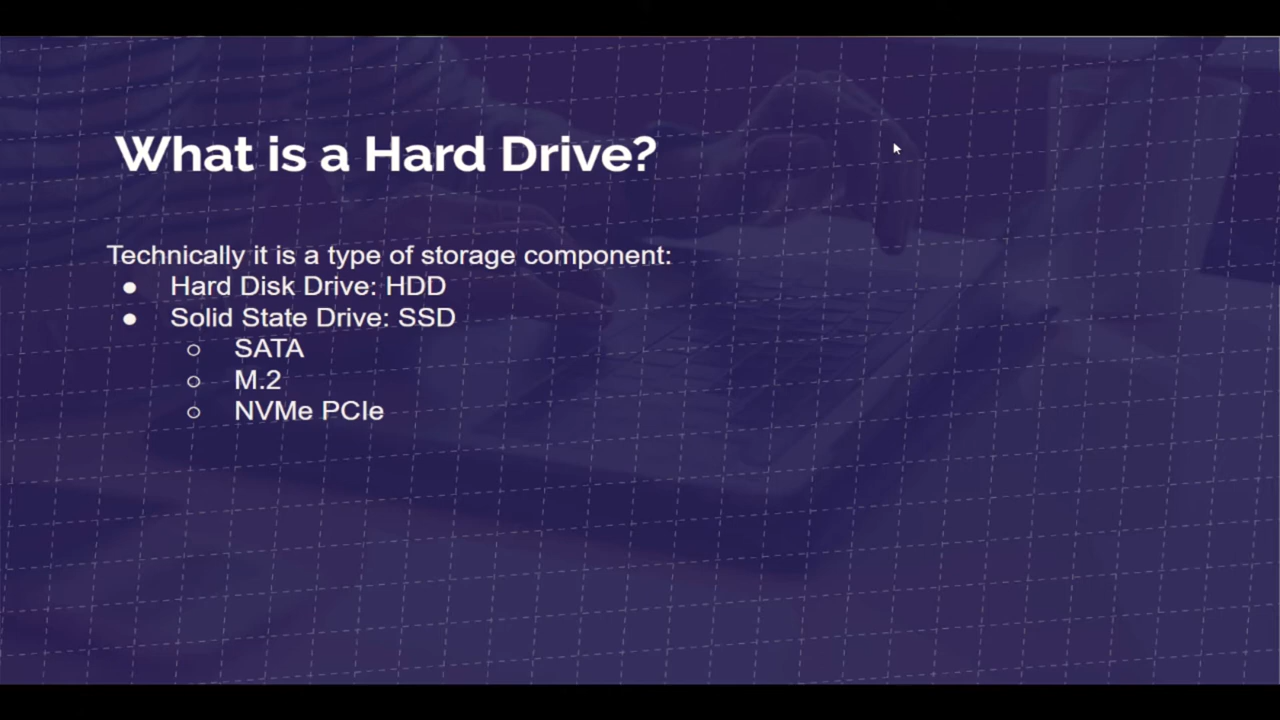 What is a Hard Drive?
Technically it is a type of storage component:
● Hard Disk Drive: HDD
● Solid State Drive: SSD
○ SATA
○ M.2
○ NVMe PCIe